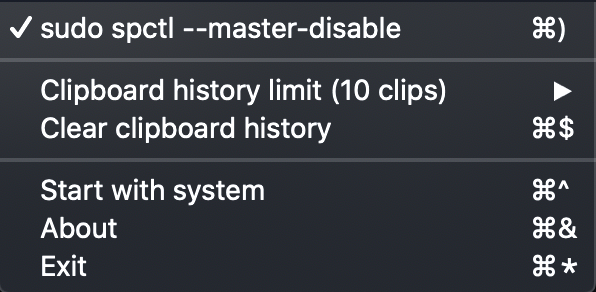 ✓ sudo spctl --master-disable ⌘)
Clipboard history limit (10 clips) ▶
Clear clipboard history ⌘$
Start with system ⌘^
About ⌘&
Exit ⌘*